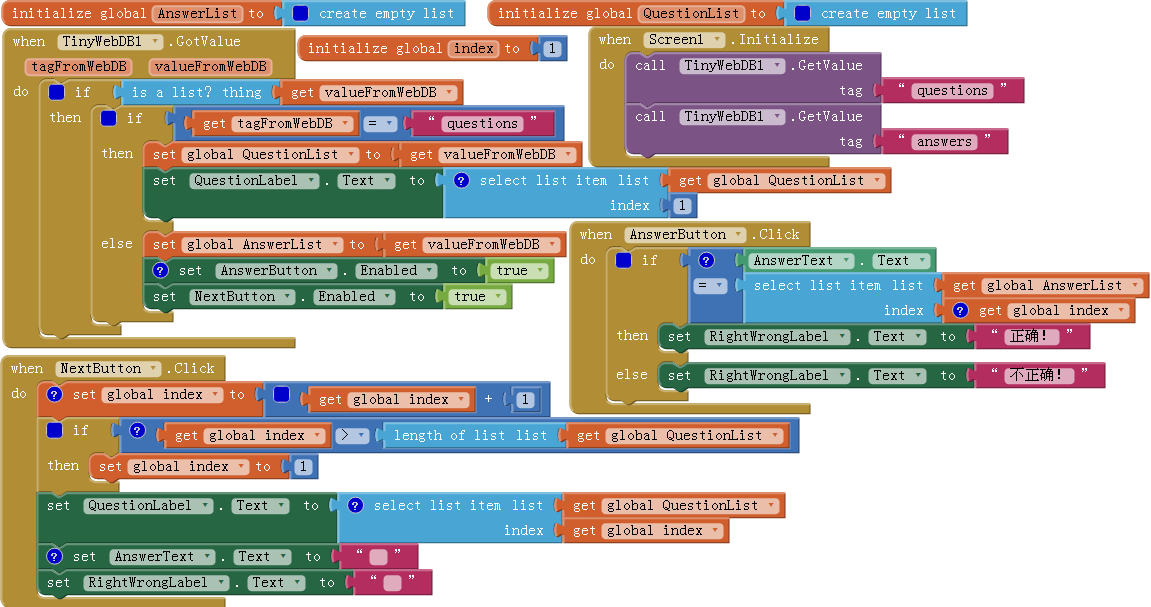 initialize global AnswerList to create empty list
initialize global QuestionList to create empty list
when TinyWebDB1 .GotValue
tagFromWebDB valueFromWebDB
do if is a list? thing get valueFromWebDB
then if get tagFromWebDB = “ questions ”
then set global QuestionList to get valueFromWebDB
set QuestionLabel . Text to ? select list item list get global QuestionList
index 1
else set global AnswerList to get valueFromWebDB
? set AnswerButton . Enabled to true
set NextButton . Enabled to true
initialize global index to 1
when Screen1 .Initialize
do call TinyWebDB1 .GetValue
tag “ questions ”
call TinyWebDB1 .GetValue
tag “ answers ”
when AnswerButton .Click
do if ? AnswerText . Text
= select list item list get global AnswerList
index ? get global index
then set RightWrongLabel . Text to “ 正确! ”
else set RightWrongLabel . Text to “ 不正确! ”
when NextButton .Click
do ? set global index to get global index + 1
if ? get global index > length of list list get global QuestionList
then set global index to 1
set QuestionLabel . Text to ? select list item list get global QuestionList
index get global index
? set AnswerText . Text to “ ”
set RightWrongLabel . Text to “ ”